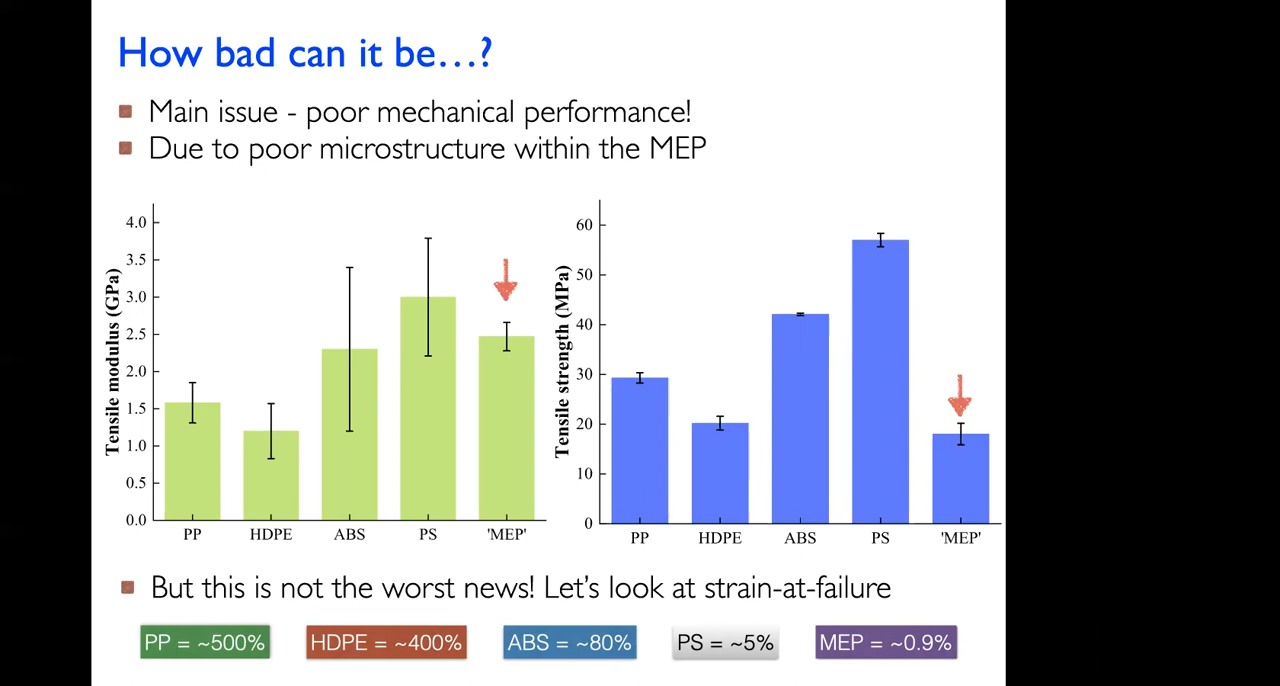 How bad can it be…?
Main issue - poor mechanical performance!
Due to poor microstructure within the MEP
Tensile modulus (GPa)
4.0
3.5
3.0
2.5
2.0
1.5
1.0
0.5
0.0
PP HDPE ABS PS 'MEP'
Tensile strength (MPa)
60
50
40
30
20
10
0
PP HDPE ABS PS 'MEP'
But this is not the worst news! Let’s look at strain-at-failure
PP = ~500% HDPE = ~400% ABS = ~80% PS = ~5% MEP = ~0.9%